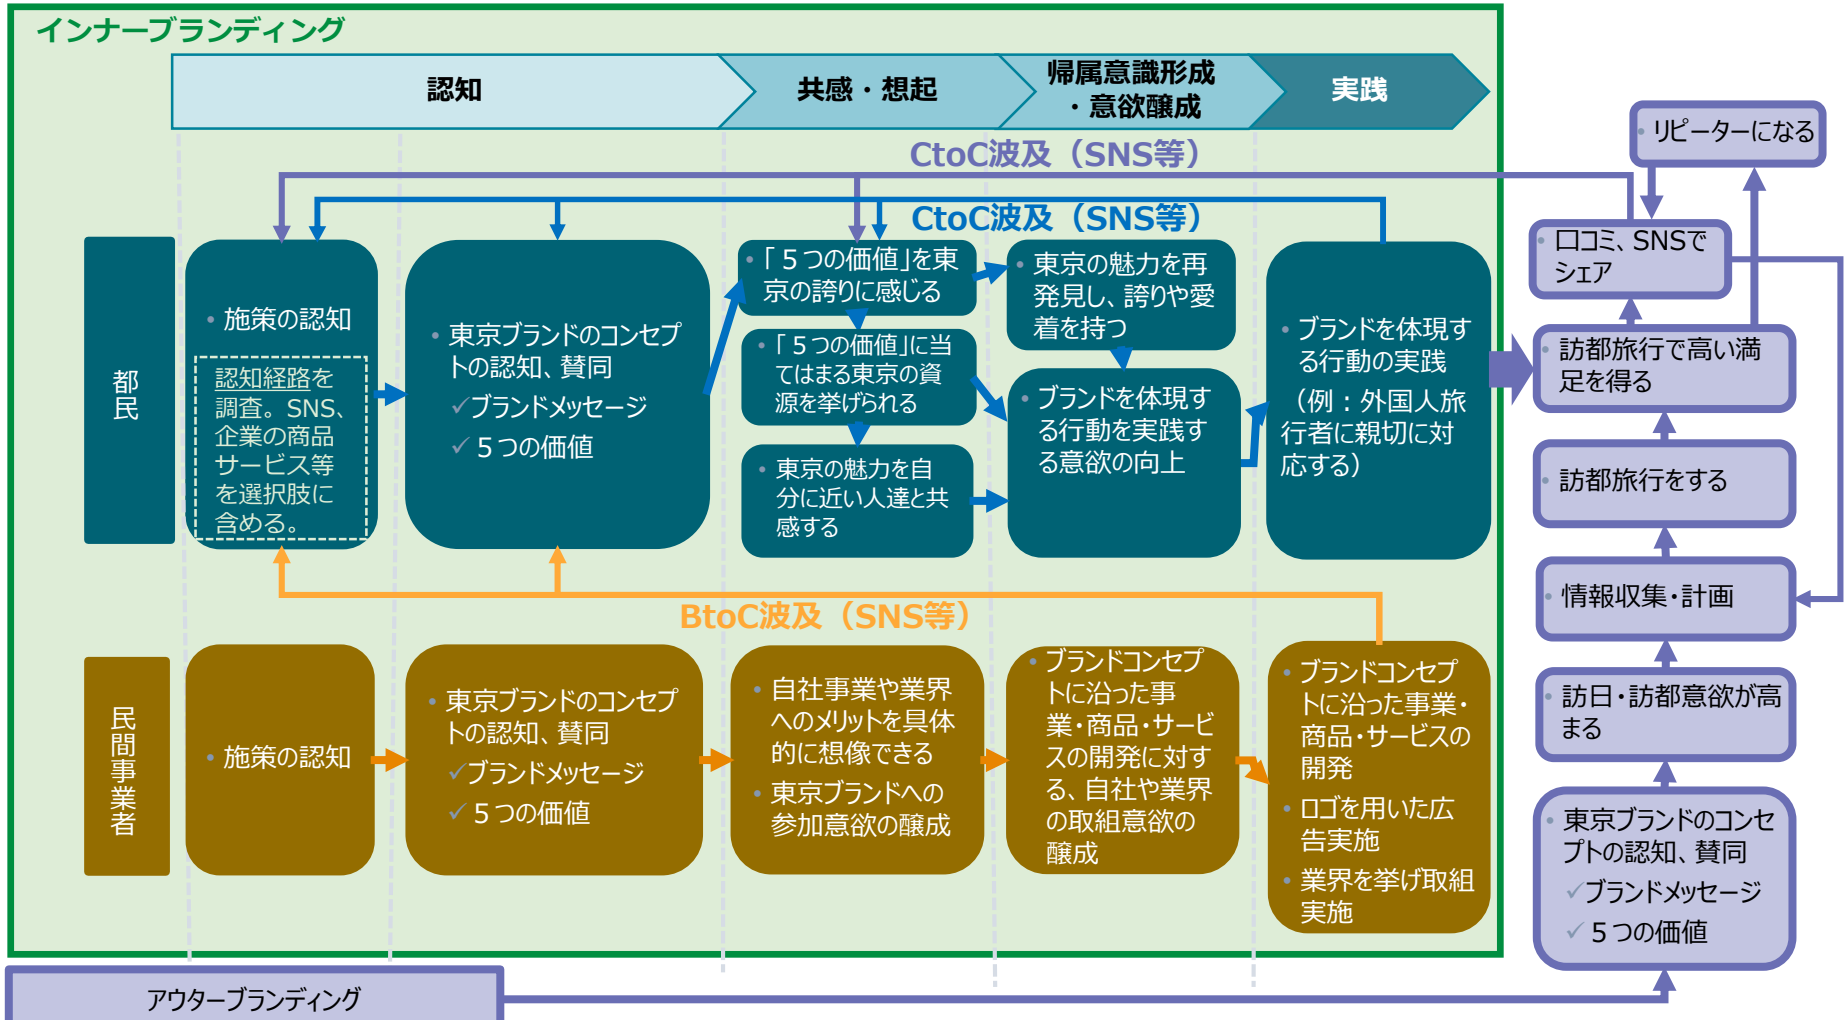 インナーブランディング
認知
共感・想起
帰属意識形成
・意欲醸成
実践
CtoC波及（SNS等）
CtoC波及（SNS等）
都民
• 施策の認知
認知経路を
調査。SNS、
企業の商品
サービス等
を選択肢に
含める。
• 東京ブランドのコンセプ
トの認知、賛同
✓ブランドメッセージ
✓５つの価値
• 「５つの価値」を東
京の誇りに感じる
• 「５つの価値」に当
てはまる東京の資
源を挙げられる
• 東京の魅力を自
分に近い人達と共
感する
• 東京の魅力を再
発見し、誇りや愛
着を持つ
• ブランドを体現す
る行動を実践す
る意欲の向上
• ブランドを体現す
る行動の実践
（例：外国人旅
行者に親切に対
応する）
BtoC波及（SNS等）
民間事業者
• 施策の認知
• 東京ブランドのコンセプ
トの認知、賛同
✓ブランドメッセージ
✓５つの価値
• 自社事業や業界
へのメリットを具体
的に想像できる
• 東京ブランドへの
参加意欲の醸成
• ブランドコンセプ
トに沿った事
業・商品・サービ
スの開発に対す
る、自社や業界
の取組意欲の
醸成
• ブランドコンセプ
トに沿った事業・
商品・サービスの
開発
• ロゴを用いた広
告実施
• 業界を挙げ取組
実施
• リピーターになる
• 口コミ、SNSで
シェア
• 訪都旅行で高い満
足を得る
• 訪都旅行をする
• 情報収集・計画
• 訪日・訪都意欲が高
まる
• 東京ブランドのコンセ
プトの認知、賛同
✓ブランドメッセージ
✓５つの価値
アウターブランディング